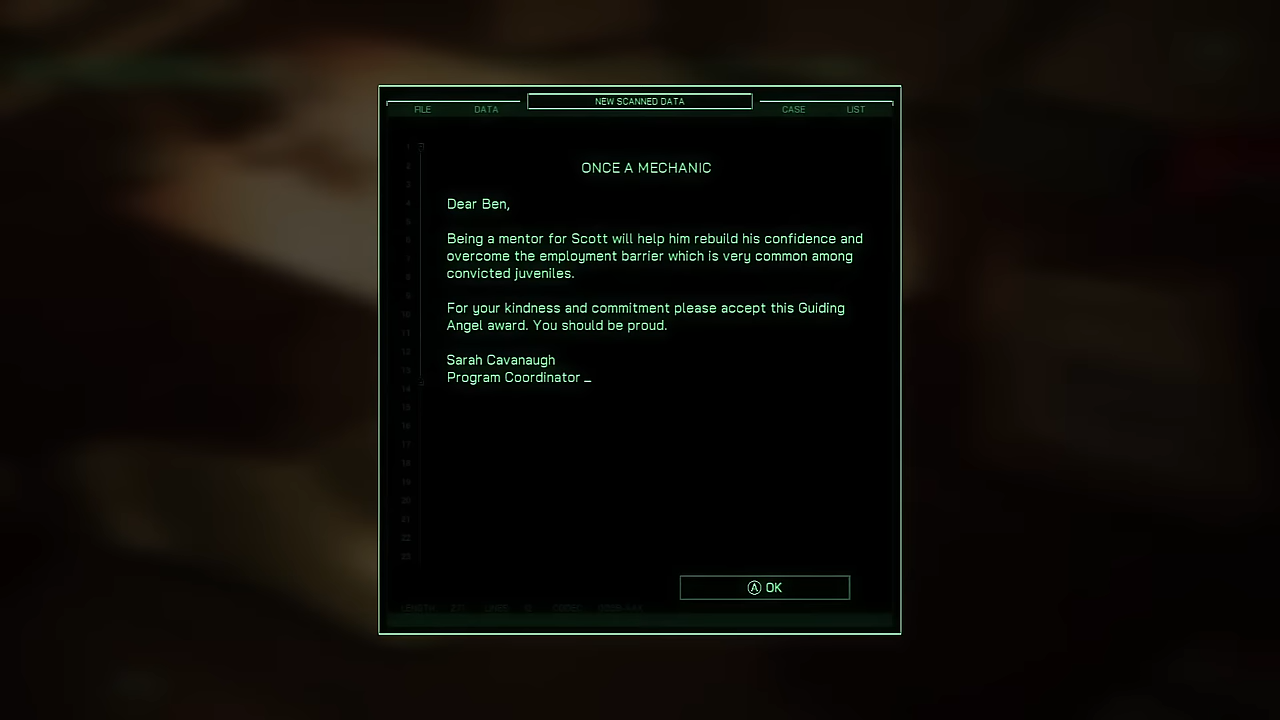 NEW SCANNED DATA
FILE DATA CASE LIST
ONCE A MECHANIC
Dear Ben,
Being a mentor for Scott will help him rebuild his confidence and
overcome the employment barrier which is very common among
convicted juveniles.
For your kindness and commitment please accept this Guiding
Angel award. You should be proud.
Sarah Cavanaugh
Program Coordinator _
Ⓐ OK